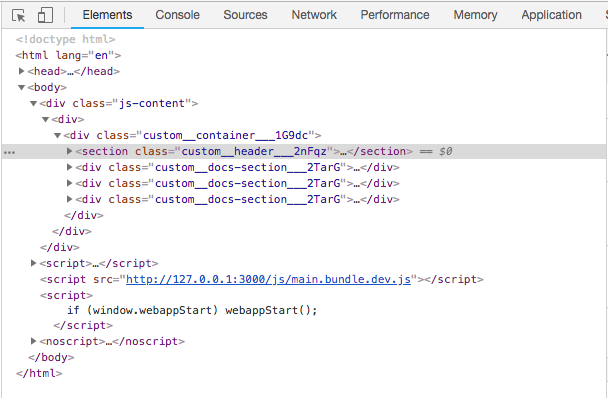 Elements Console Sources Network Performance Memory Application
<!doctype html>
<html lang="en">
<head>…</head>
<body>
<div class="js-content">
<div>
<div class="custom__container___1G9dc">
… <section class="custom__header___2nFqz">…</section> == $0
<div class="custom__docs-section___2TarG">…</div>
<div class="custom__docs-section___2TarG">…</div>
<div class="custom__docs-section___2TarG">…</div>
</div>
</div>
</div>
<script>…</script>
<script src="http://127.0.0.1:3000/js/main.bundle.dev.js"></script>
<script>
if (window.webappStart) webappStart();
</script>
<noscript>…</noscript>
</body>
</html>